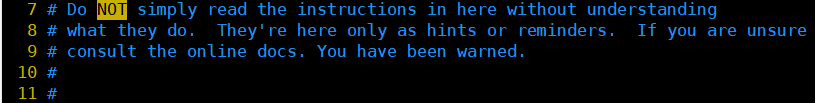 7 # Do NOT simply read the instructions in here without understanding
8 # what they do.  They're here only as hints or reminders.  If you are unsure
9 # consult the online docs. You have been warned.
10 #
11 #